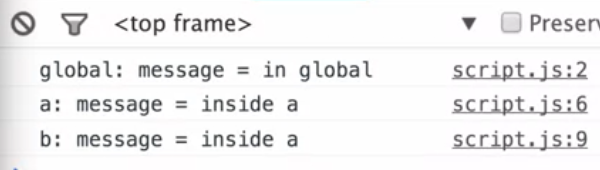 <top frame> ▼ Preserv
global: message = in global script.js:2
a: message = inside a script.js:6
b: message = inside a script.js:9